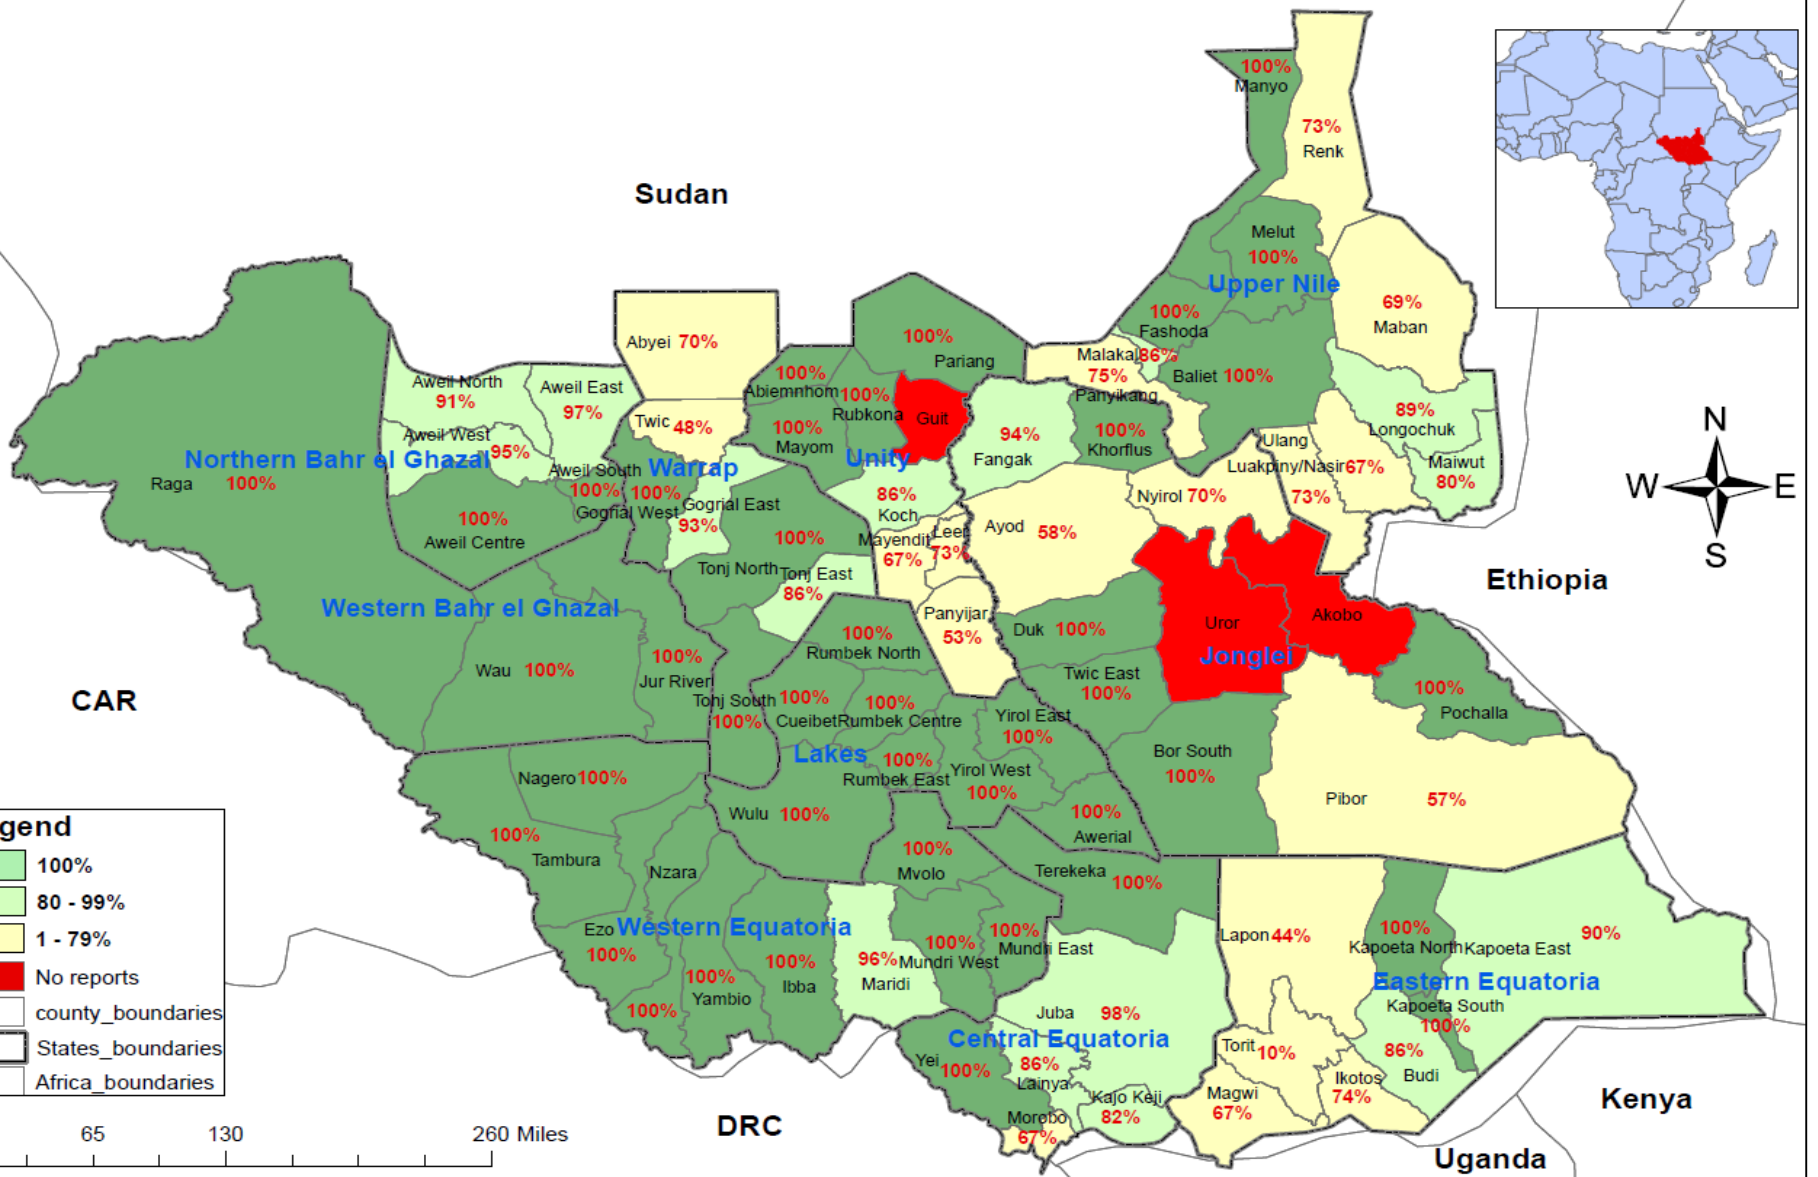 100%
Manyo
73%
Renk
Sudan
Melut
100%
Upper Nile
69%
Maban
100%
Fashoda
Abyei 70%
100%
Pariang
Malakal 86%
75%
Baliet 100%
Panyikang
Aweil North
91%
Aweil East
97%
100%
Abiemnhom
100%
Rubkona
Guit
Twic 48%
100%
Mayom
94%
Fangak
100%
Khorflus
89%
Longochuk
Aweil West
95%
Ulang
Luakpiny/Nasir 67%
73%
Maiwut
80%
Northern Bahr el Ghazal
Raga 100%
Aweil South
100%
Warrap
100%
Gogrial West
Gogrial East
93%
Unity
86%
Koch
Nyirol 70%
100%
Aweil Centre
100%
Tonj North
Mayendit
67%
Leer
73%
Ayod 58%
Tonj East
86%
Western Bahr el Ghazal
Panyijar
53%
Duk 100%
Uror
Akobo
Jonglei
Ethiopia
N
W
E
S
100%
Rumbek North
Wau 100%
100%
Jur River
Twic East
100%
100%
Pochalla
CAR
Tonj South
100%
100%
Cueibet
100%
Rumbek Centre
Yirol East
100%
Lakes
100%
Rumbek East
Yirol West
100%
Bor South
100%
Nagero 100%
Wulu 100%
100%
Awerial
Pibor 57%
100%
Tambura
Nzara
100%
Mvolo
Terekeka 100%
Ezo
100%
Western Equatoria
100%
Yambio
100%
Ibba
100%
96%
Maridi
100%
Mundri West
100%
Mundri East
Lapon 44%
100%
Kapoeta North
Kapoeta East
90%
Eastern Equatoria
Kapoeta South
100%
Juba 98%
Central Equatoria
Yei 100%
86%
Lainya
Torit 10%
86%
Budi
Ikotos
74%
Kajo Keji
82%
Magwi
67%
Morobo
67%
Kenya
DRC
Uganda
gend
100%
80 - 99%
1 - 79%
No reports
county_boundaries
States_boundaries
Africa_boundaries
65
130
260 Miles